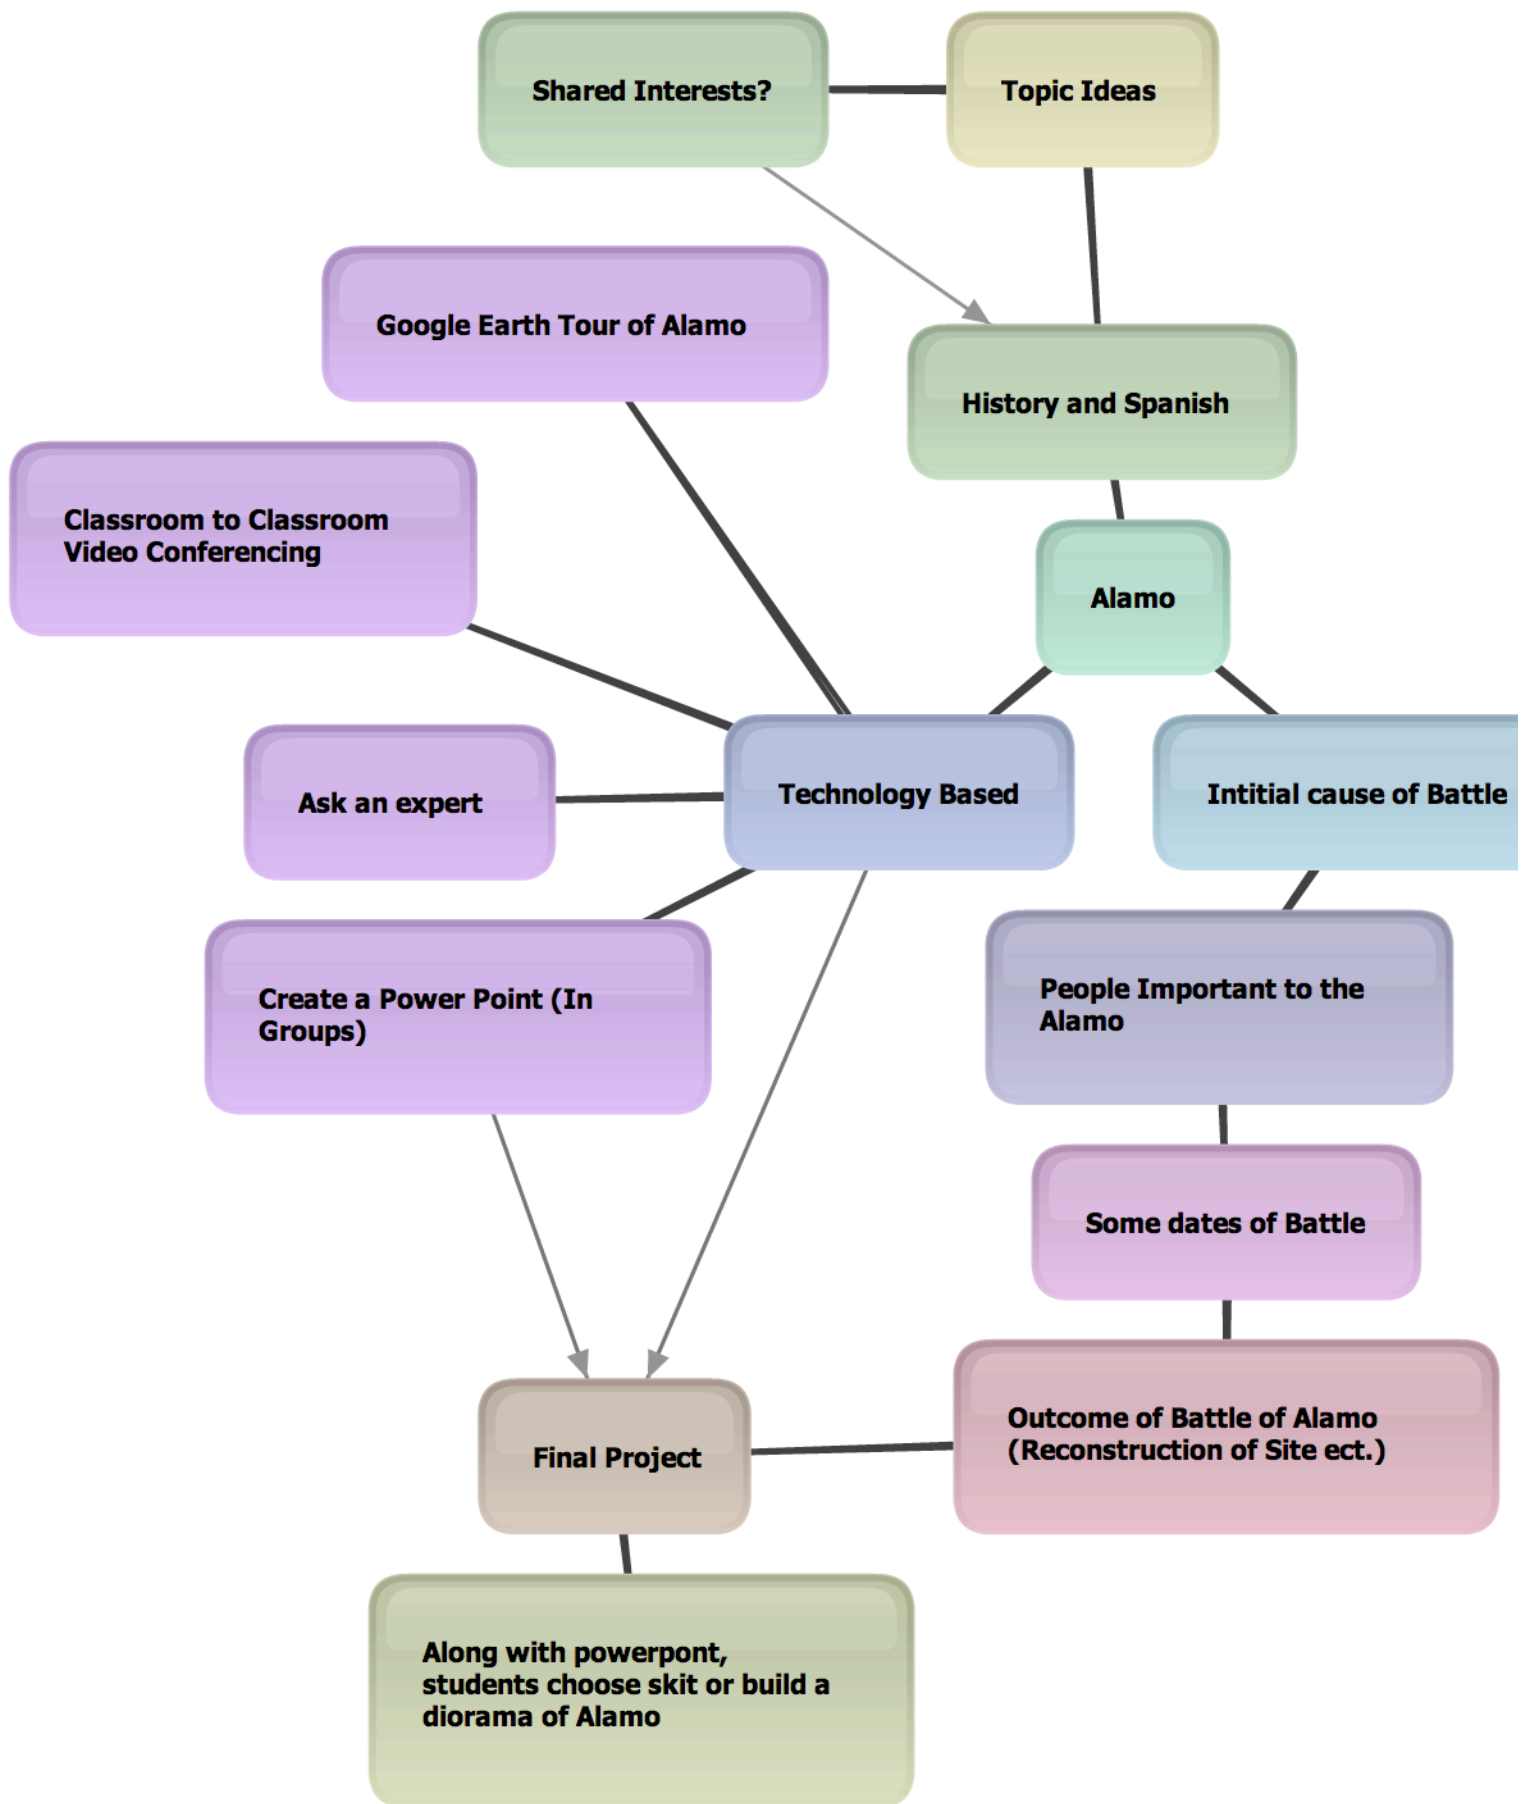 Shared Interests?
Topic Ideas
Google Earth Tour of Alamo
History and Spanish
Classroom to Classroom
Video Conferencing
Alamo
Ask an expert
Technology Based
Intitial cause of Battle
Create a Power Point (In
Groups)
People Important to the
Alamo
Some dates of Battle
Final Project
Outcome of Battle of Alamo
(Reconstruction of Site ect.)
Along with powerpont,
students choose skit or build a
diorama of Alamo